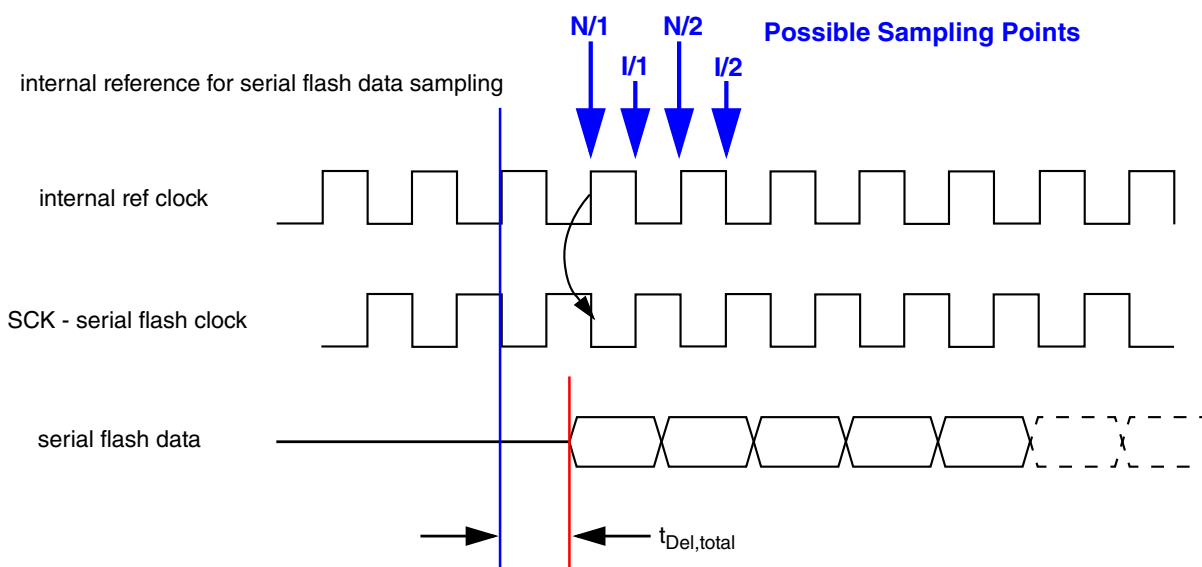 N/1 N/2 Possible Sampling Points
I/1 I/2
internal reference for serial flash data sampling
internal ref clock
SCK - serial flash clock
serial flash data
tDel,total